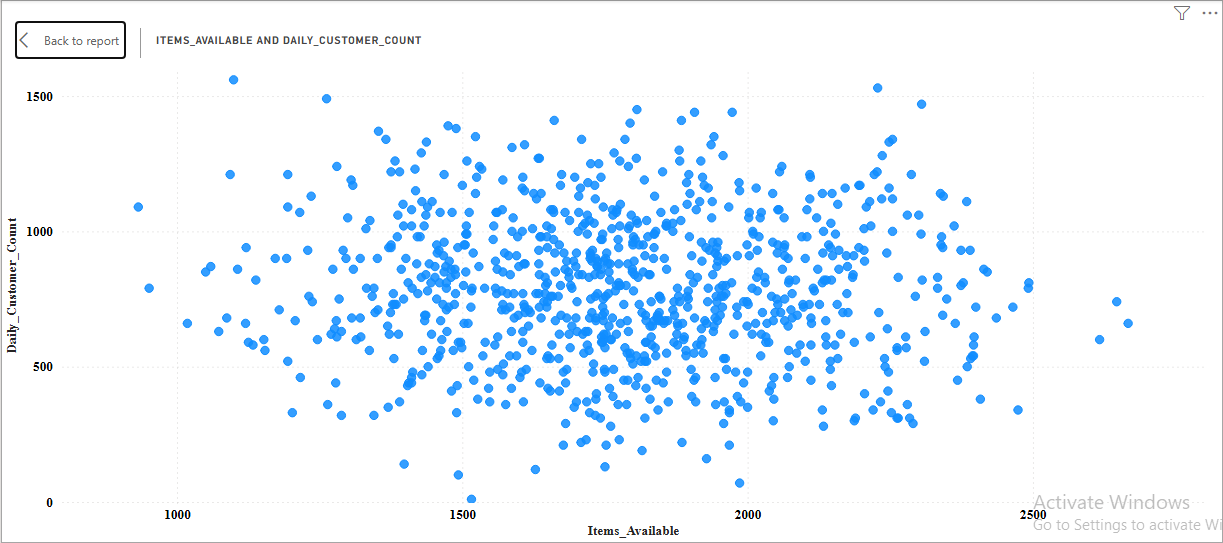 Back to report
ITEMS_AVAILABLE AND DAILY_CUSTOMER_COUNT
Daily_Customer_Count
1500
1000
500
0
1000
1500
2000
2500
Items_Available
Activate Windows
Go to Settings to activate Wi